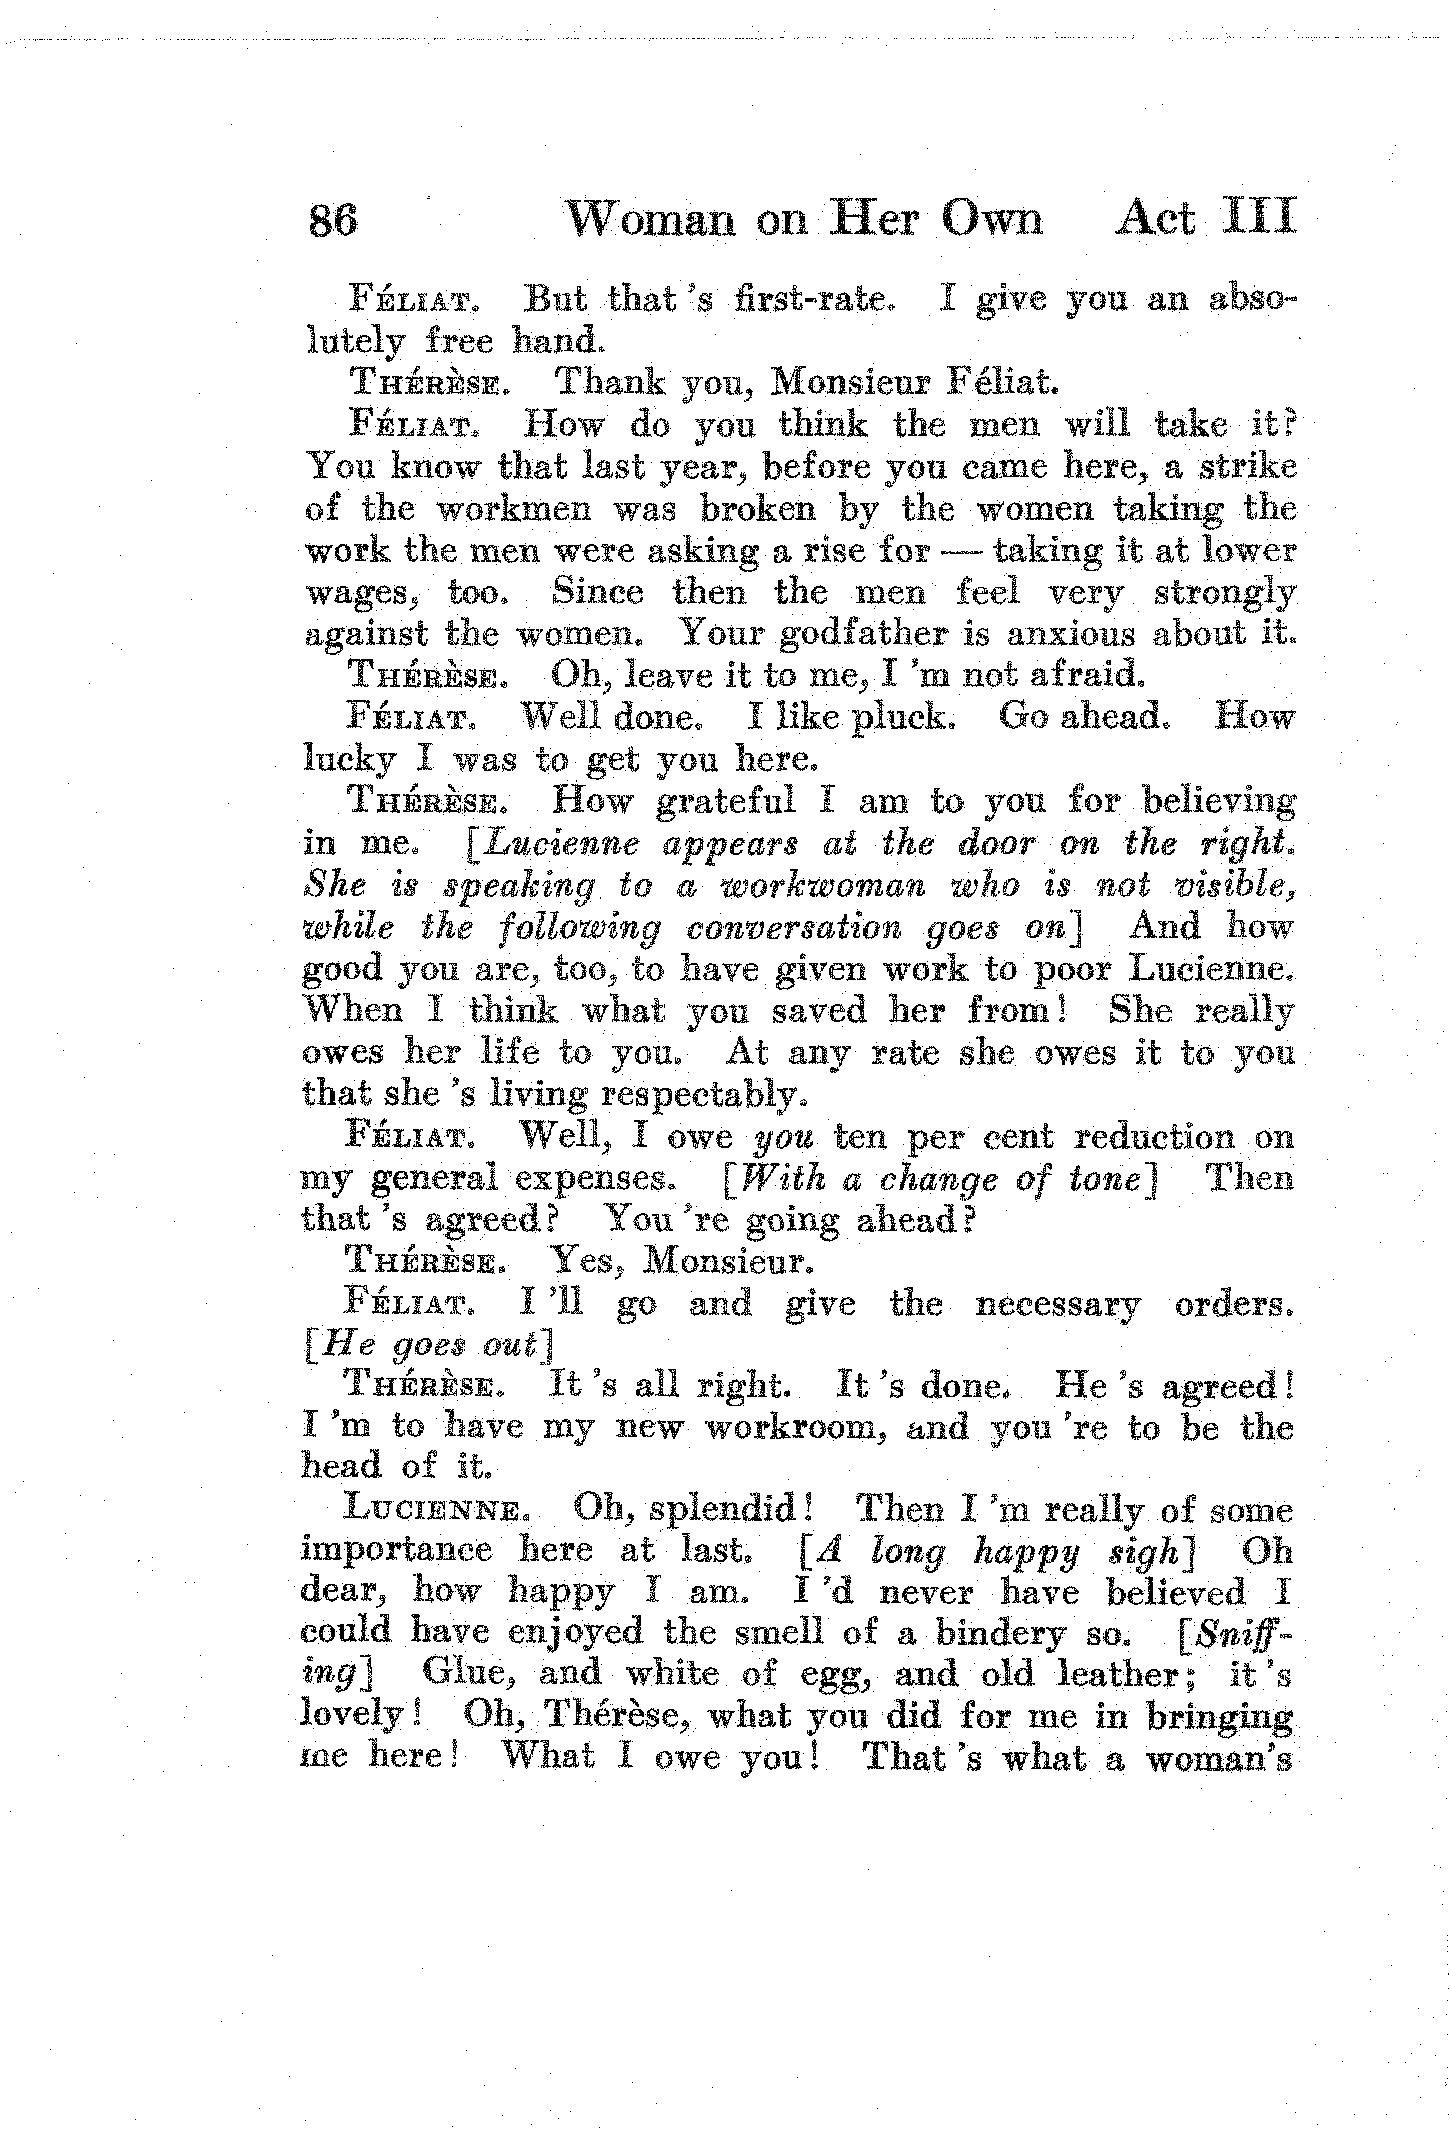 86 Woman on Her Own Act III
FÉLIAT. But that 's first-rate. I give you an abso-
lutely free hand.
THÉRÈSE. Thank you, Monsieur Féliat.
FÉLIAT. How do you think the men will take it?
You know that last year, before you came here, a strike
of the workmen was broken by the women taking the
work the men were asking a rise for — taking it at lower
wages, too. Since then the men feel very strongly
against the women. Your godfather is anxious about it.
THÉRÈSE. Oh, leave it to me, I 'm not afraid.
FÉLIAT. Well done. I like pluck. Go ahead. How
lucky I was to get you here.
THÉRÈSE. How grateful I am to you for believing
in me. [Lucienne appears at the door on the right.
She is speaking to a workwoman who is not visible,
while the following conversation goes on] And how
good you are, too, to have given work to poor Lucienne.
When I think what you saved her from! She really
owes her life to you. At any rate she owes it to you
that she 's living respectably.
FÉLIAT. Well, I owe you ten per cent reduction on
my general expenses. [With a change of tone] Then
that 's agreed? You 're going ahead?
THÉRÈSE. Yes, Monsieur.
FÉLIAT. I 'll go and give the necessary orders.
[He goes out]
THÉRÈSE. It 's all right. It 's done. He 's agreed!
I 'm to have my new workroom, and you 're to be the
head of it.
LUCIENNE. Oh, splendid! Then I 'm really of some
importance here at last. [A long happy sigh] Oh
dear, how happy I am. I 'd never have believed I
could have enjoyed the smell of a bindery so. [Sniff-
ing] Glue, and white of egg, and old leather; it 's
lovely! Oh, Thérèse, what you did for me in bringing
me here! What I owe you! That 's what a woman's